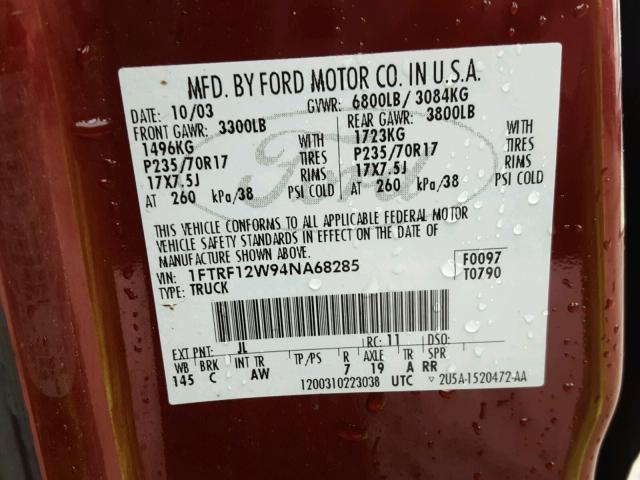 MFD. BY FORD MOTOR CO. IN U.S.A.
DATE: 10/03 GVWR: 6800LB/ 3084KG
FRONT GAWR: 3300LB REAR GAWR: 3800LB
1496KG WITH 1723KG WITH
P235/70R17 TIRES P235/70R17 TIRES
17X7.5J RIMS 17X7.5J RIMS
AT 260 kPa/38 PSI COLD AT 260 kPa/38 PSI COLD
Ford
THIS VEHICLE CONFORMS TO ALL APPLICABLE FEDERAL MOTOR
VEHICLE SAFETY STANDARDS IN EFFECT ON THE DATE OF
MANUFACTURE SHOWN ABOVE.
VIN: 1FTRF12W94NA68285 F0097
TYPE: TRUCK T0790
EXT PNT: JL RC: 11 DSO:
WB BRK INT TR TP/PS R AXLE TR SPR
145 C AW 7 19 A RR
1200310223038 UTC ▽ 2U5A-1520472-AA